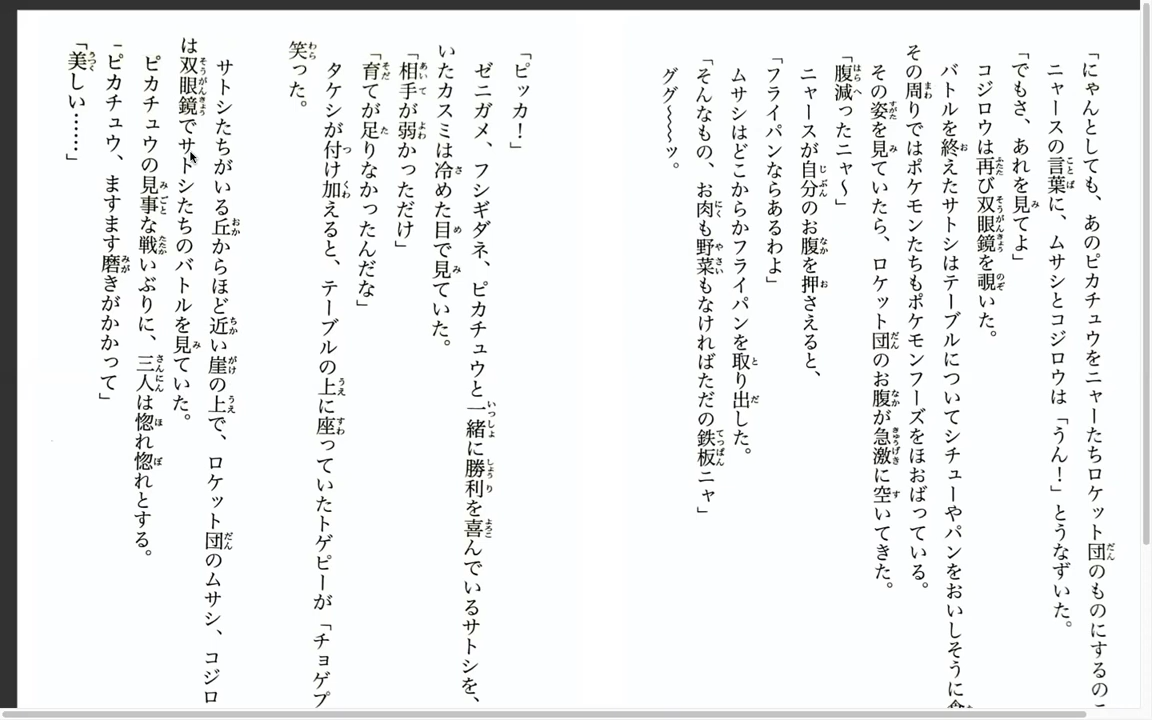 「にゃんとしても、あのピカチュウをニャーたちロケット団のものにするの
ニャースの言葉に、ムサシとコジロウは「うん！」とうなずいた。
「でもさ、あれを見てよ」
コジロウは再び双眼鏡を覗いた。
バトルを終えたサトシはテーブルについてシチューやパンをおいしそうに食
その周りではポケモンたちもポケモンフーズをほおばっている。
その姿を見ていたら、ロケット団のお腹が急激に空いてきた。
「腹減ったニャ〜」
ニャースが自分のお腹を押さえると、
「フライパンならあるわよ」
ムサシはどこからかフライパンを取り出した。
「そんなもの、お肉も野菜もなければただの鉄板ニャ」
ググ〜〜〜ッ。
「ピッカ！」
ゼニガメ、フシギダネ、ピカチュウと一緒に勝利を喜んでいるサトシを、
いたカスミは冷めた目で見ていた。
「相手が弱かっただけ」
「育てが足りなかったんだな」
タケシが付け加えると、テーブルの上に座っていたトゲピーが「チョゲプ
笑った。
サトシたちがいる丘からほど近い崖の上で、ロケット団のムサシ、コジロ
は双眼鏡でサトシたちのバトルを見ていた。
ピカチュウの見事な戦いぶりに、三人は惚れ惚れとする。
「ピカチュウ、ますます磨きがかかって」
「美しい……」